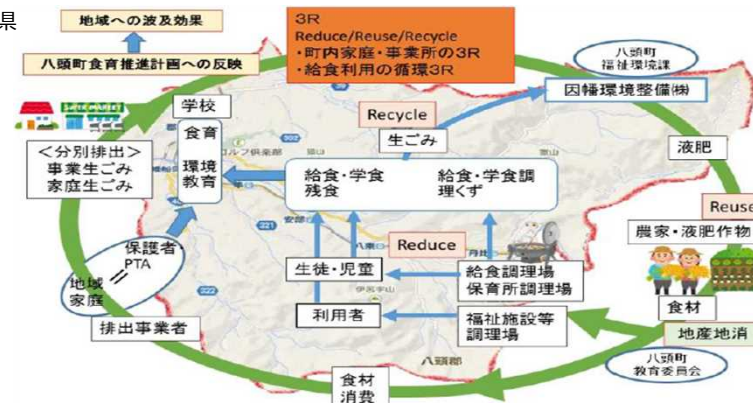 県
地域への波及効果
八頭町食育推進計画への反映
3R
Reduce/Reuse/Recycle
・町内家庭・事業所の3R
・給食利用の循環3R
八頭町
福祉環境課
因幡環境整備㈱
学校
食育
環境
教育
Recycle
生ごみ
液肥
＜分別排出＞
事業生ごみ
家庭生ごみ
給食・学食
残食
給食・学食調
理くず
Reuse
農家・液肥作物
保護者
PTA
||
地域
家庭
Reduce
生徒・児童
給食調理場
保育所調理場
食材
排出事業者
利用者
福祉施設等
調理場
地産地消
八頭町
教育委員会
八頭郡
食材
消費